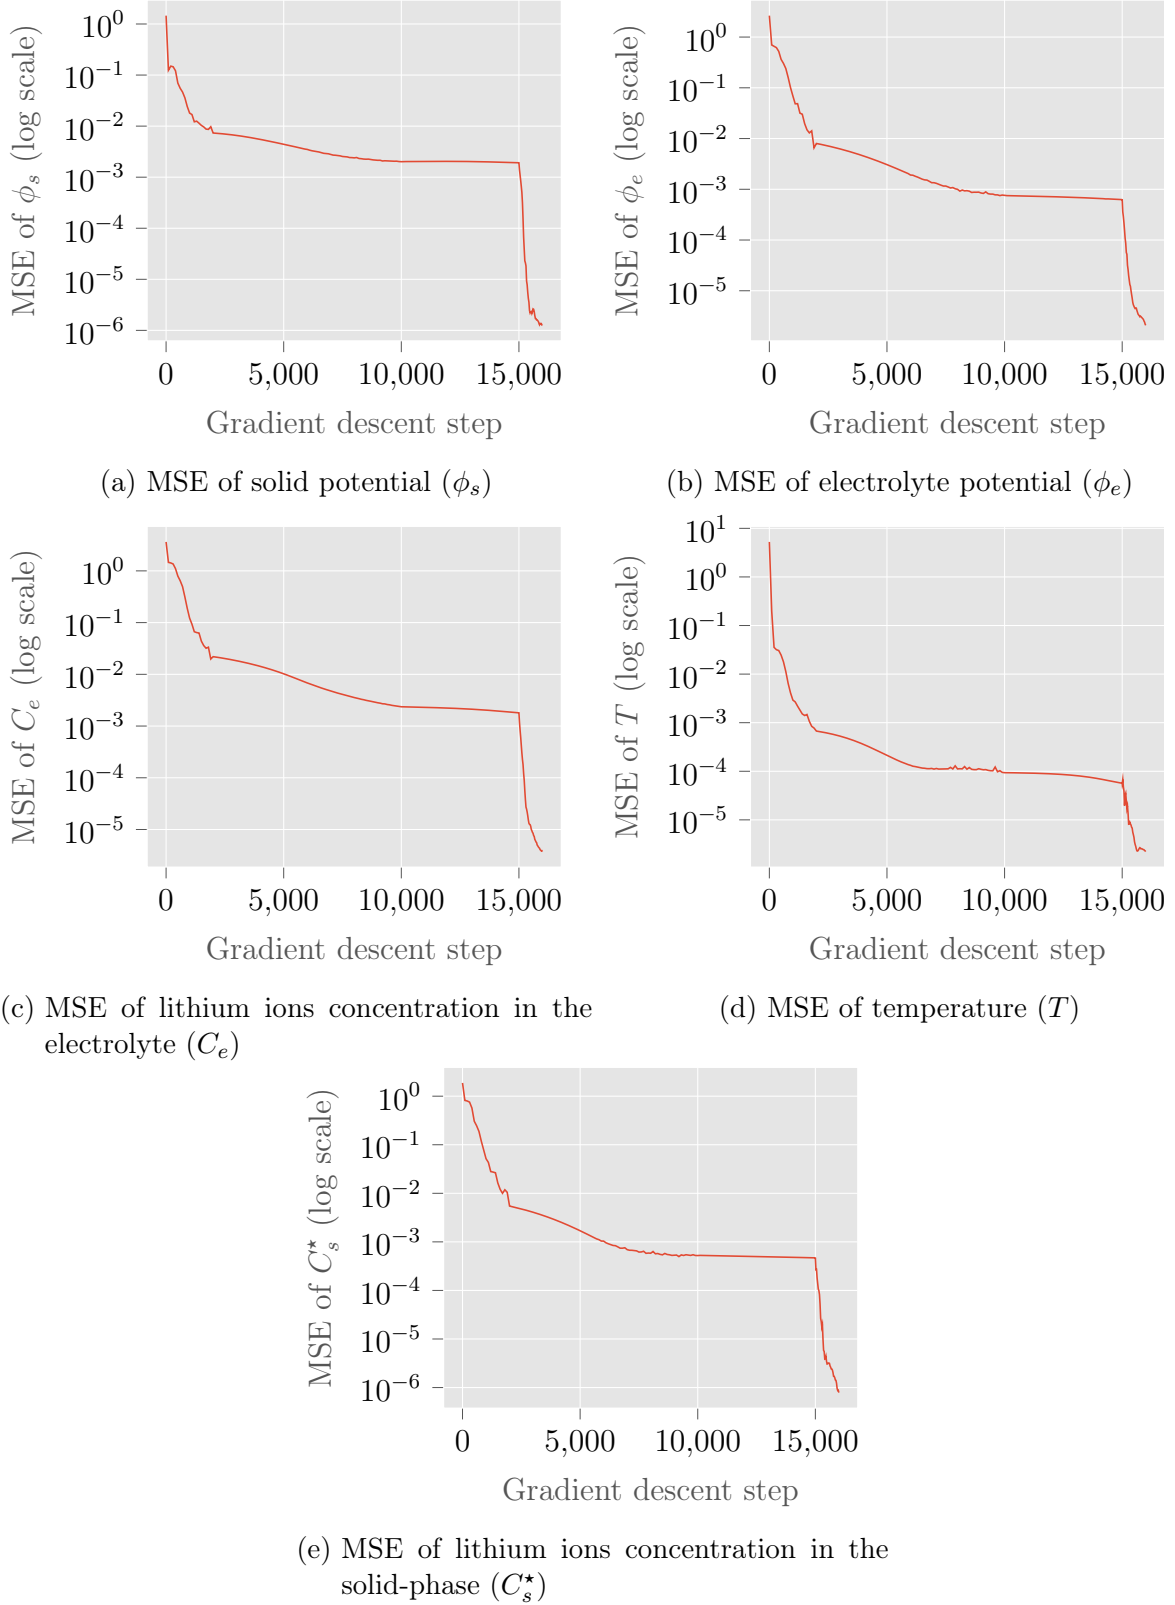 10^0
10^{-1}
10^{-2}
10^{-3}
10^{-4}
10^{-5}
10^{-6}
MSE of ϕ_s (log scale)
0 5,000 10,000 15,000
Gradient descent step
(a) MSE of solid potential (ϕ_s)
10^0
10^{-1}
10^{-2}
10^{-3}
10^{-4}
10^{-5}
MSE of ϕ_e (log scale)
0 5,000 10,000 15,000
Gradient descent step
(b) MSE of electrolyte potential (ϕ_e)
10^0
10^{-1}
10^{-2}
10^{-3}
10^{-4}
10^{-5}
MSE of C_e (log scale)
0 5,000 10,000 15,000
Gradient descent step
(c) MSE of lithium ions concentration in the
electrolyte (C_e)
10^1
10^0
10^{-1}
10^{-2}
10^{-3}
10^{-4}
10^{-5}
MSE of T (log scale)
0 5,000 10,000 15,000
Gradient descent step
(d) MSE of temperature (T)
10^0
10^{-1}
10^{-2}
10^{-3}
10^{-4}
10^{-5}
10^{-6}
MSE of C_s^⋆ (log scale)
0 5,000 10,000 15,000
Gradient descent step
(e) MSE of lithium ions concentration in the
solid-phase (C_s^⋆)